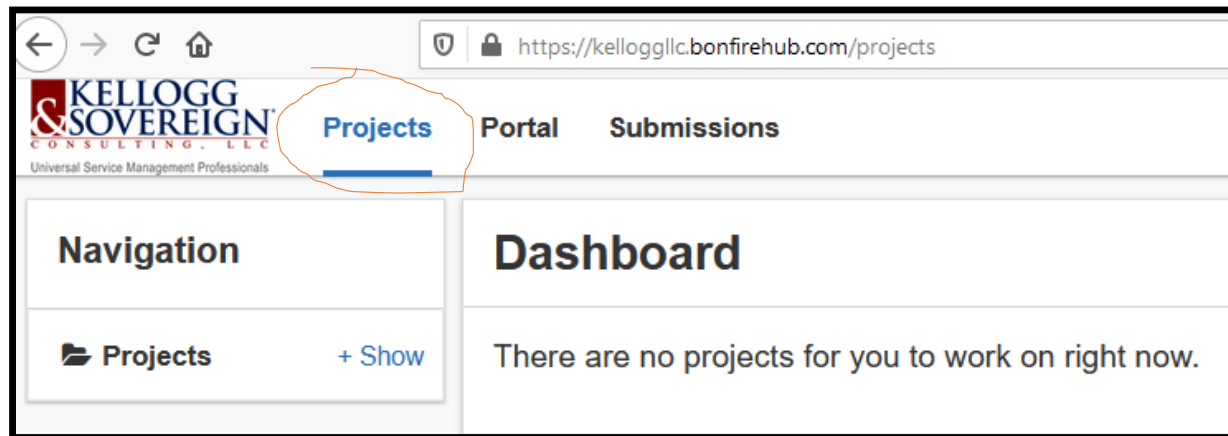 https://kelloggllc.bonfirehub.com/projects
KELLOGG
&SOVEREIGN
CONSULTING, LLC
Universal Service Management Professionals
Projects Portal Submissions
Navigation
Projects + Show
Dashboard
There are no projects for you to work on right now.